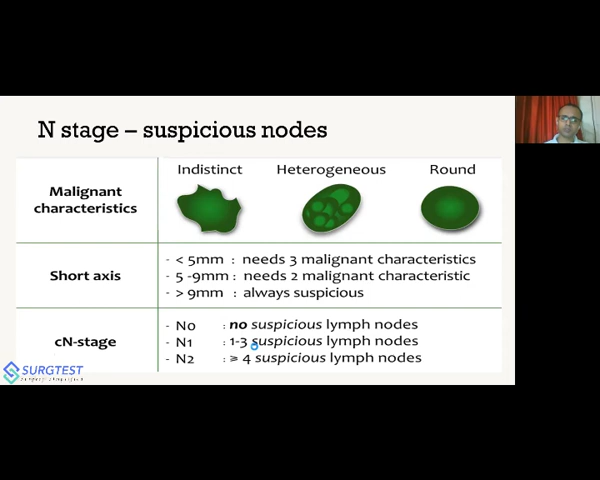 N stage – suspicious nodes
Indistinct Heterogeneous Round
Malignant
characteristics
Short axis
- < 5mm : needs 3 malignant characteristics
- 5 -9mm : needs 2 malignant characteristic
- > 9mm : always suspicious
cN-stage
- N0 : no suspicious lymph nodes
- N1 : 1-3 suspicious lymph nodes
- N2 : ≥ 4 suspicious lymph nodes
SURGTEST